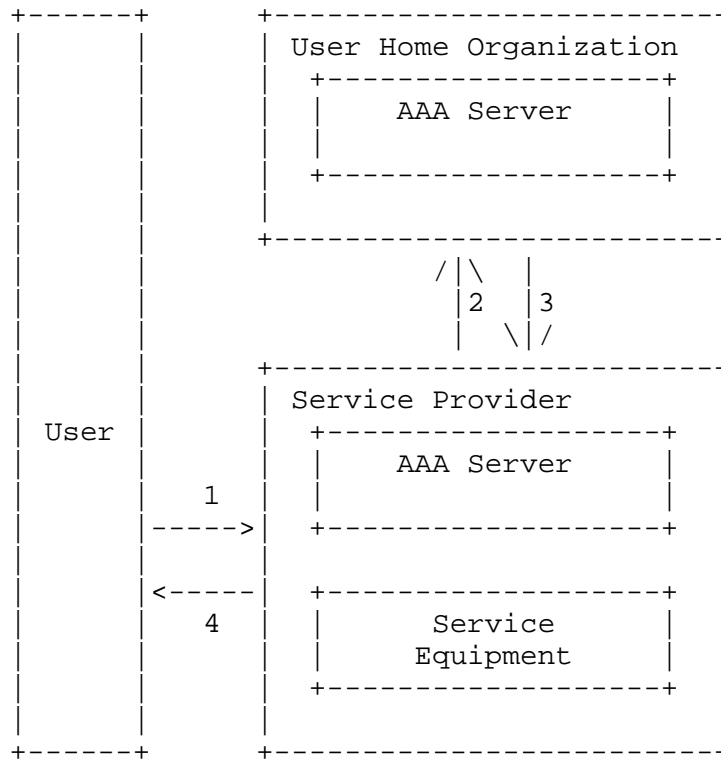 User Home Organization
AAA Server
2 3
Service Provider
User
AAA Server
1
4
Service
Equipment